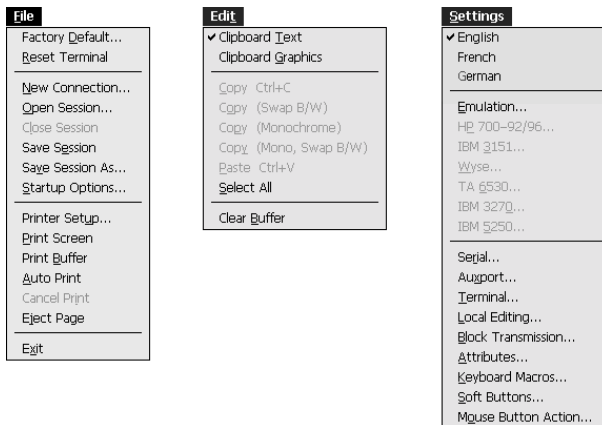 File
Factory Default...
Reset Terminal
New Connection...
Open Session...
Close Session
Save Session
Save Session As...
Startup Options...
Printer Setup...
Print Screen
Print Buffer
Auto Print
Cancel Print
Eject Page
Exit
Edit
✔ Clipboard Text
Clipboard Graphics
Copy Ctrl+C
Copy (Swap B/W)
Copy (Monochrome)
Copy (Mono, Swap B/W)
Paste Ctrl+V
Select All
Clear Buffer
Settings
✔ English
French
German
Emulation...
HP 700-92/96...
IBM 3151...
Wyse...
TA 6530...
IBM 3270...
IBM 5250...
Serial...
Auxport...
Terminal...
Local Editing...
Block Transmission...
Attributes...
Keyboard Macros...
Soft Buttons...
Mouse Button Action...